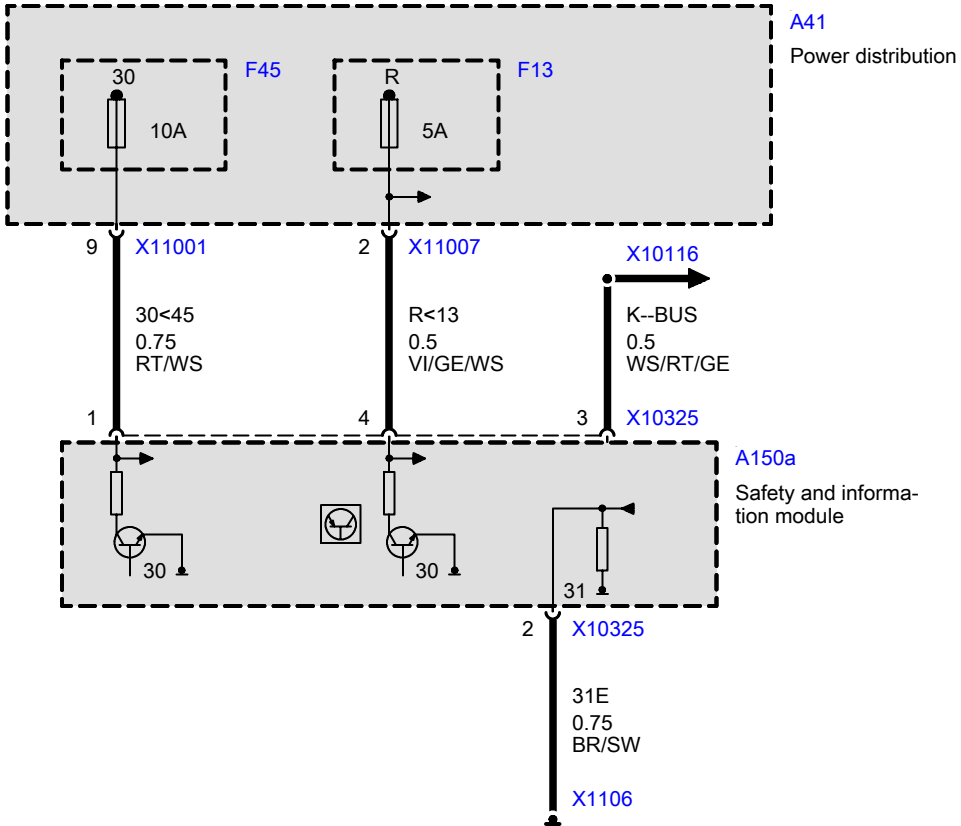 A41
Power distribution
30
F45
R
F13
10A
5A
9
X11001
2
X11007
X10116
30<45
0.75
RT/WS
R<13
0.5
VI/GE/WS
K--BUS
0.5
WS/RT/GE
1
4
3
X10325
A150a
Safety and informa-
tion module
30
30
31
2
X10325
31E
0.75
BR/SW
X1106